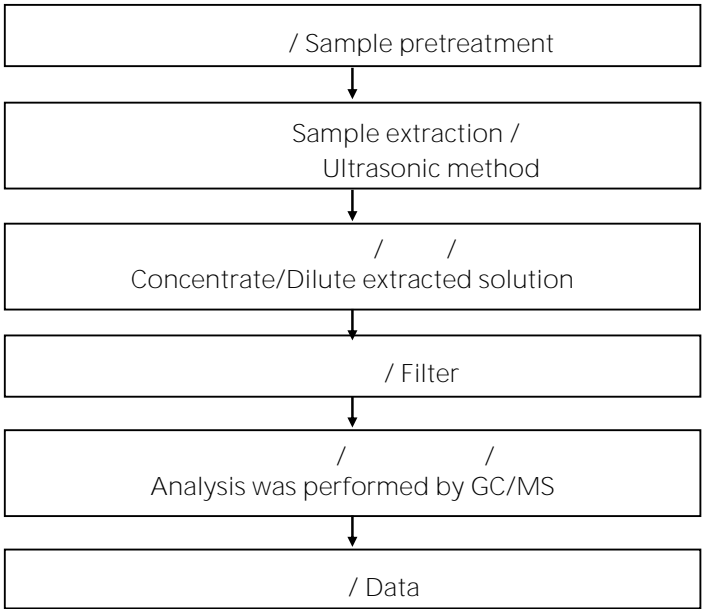 / Sample pretreatment
Sample extraction /
Ultrasonic method
/ /
Concentrate/Dilute extracted solution
/ Filter
/ /
Analysis was performed by GC/MS
/ Data